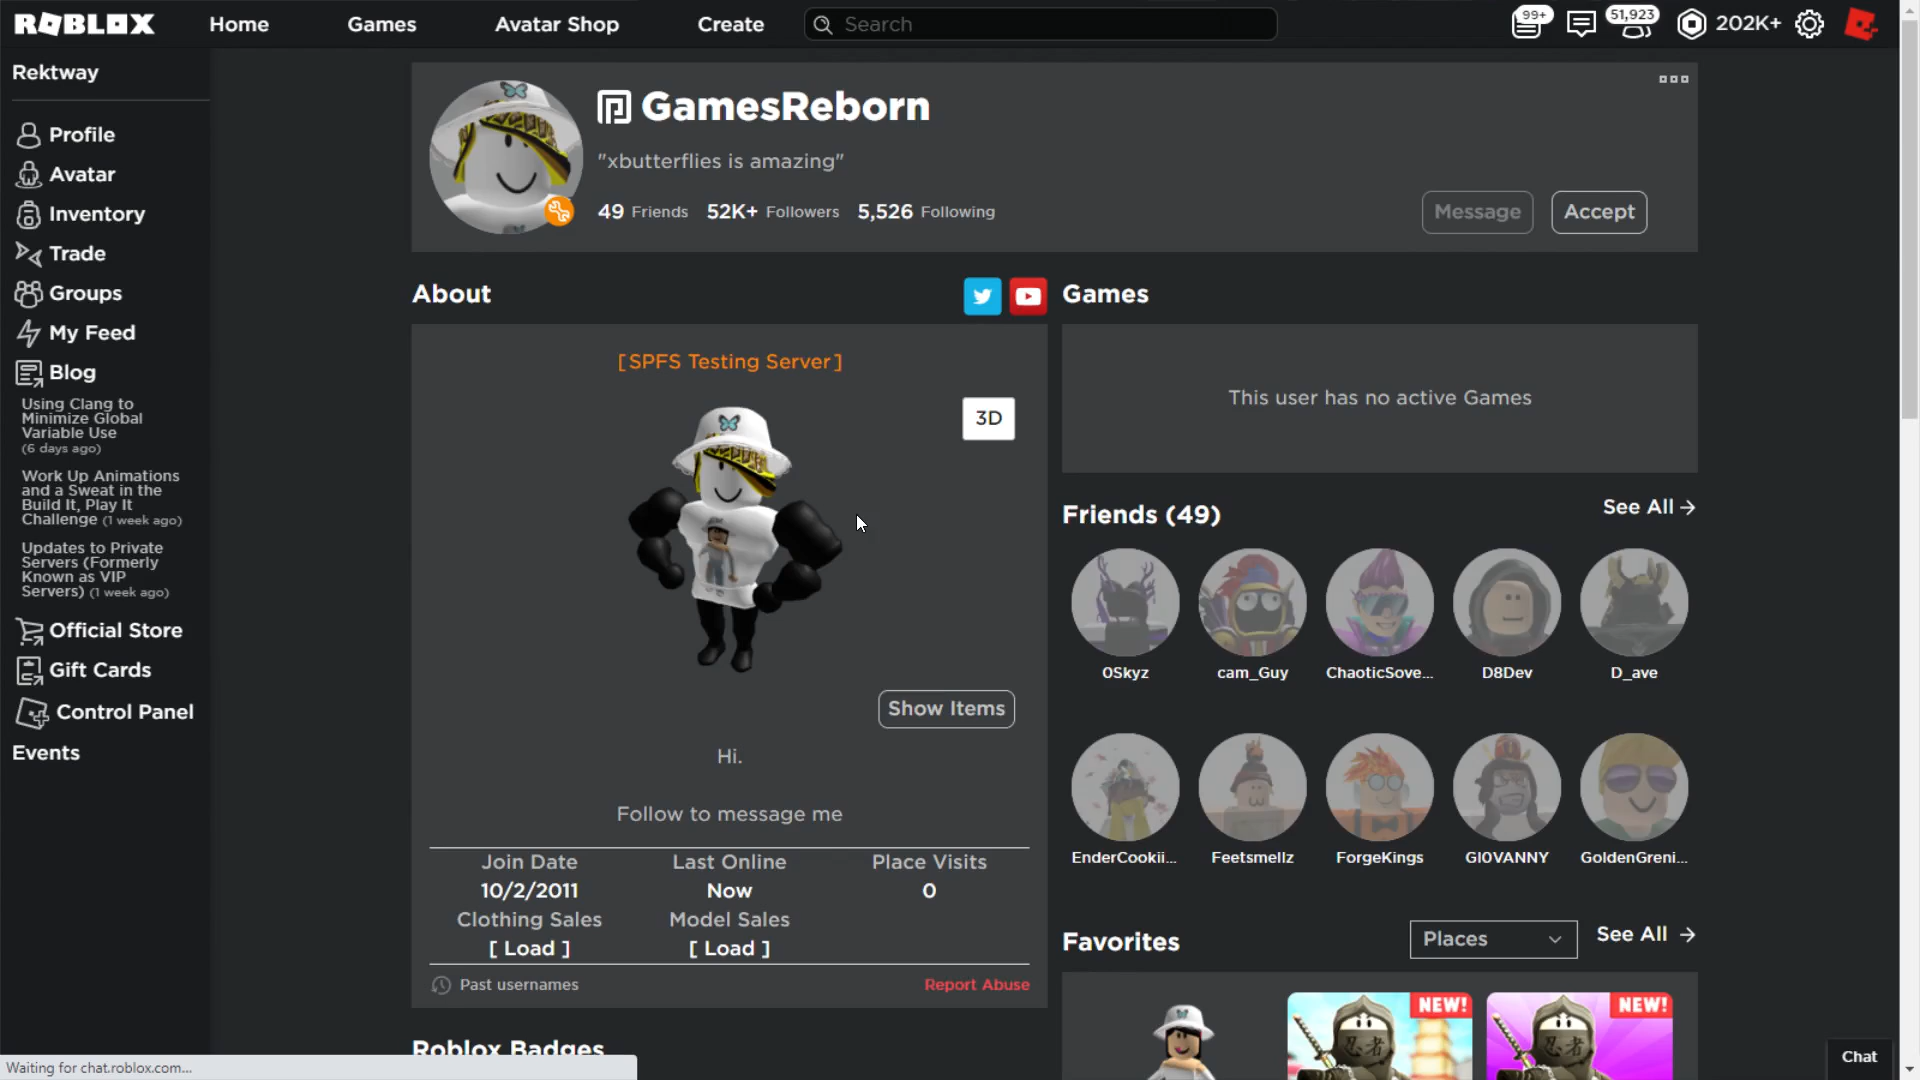 ROBLOX Home Games Avatar Shop Create Search 99+ 51,923 202K+
Rektway
Profile
Avatar
Inventory
Trade
Groups
My Feed
Blog
Using Clang to
Minimize Global
Variable Use
(6 days ago)
Work Up Animations
and a Sweat in the
Build It, Play It
Challenge (1 week ago)
Updates to Private
Servers (Formerly
Known as VIP
Servers) (1 week ago)
Official Store
Gift Cards
Control Panel
Events
GamesReborn
"xbutterflies is amazing"
49 Friends 52K+ Followers 5,526 Following
Message Accept
About
[ SPFS Testing Server ]
3D
Show Items
Hi.
Follow to message me
Join Date Last Online Place Visits
10/2/2011 Now 0
Clothing Sales Model Sales
[ Load ] [ Load ]
Past usernames Report Abuse
Roblox Badges
Games
This user has no active Games
Friends (49) See All
0Skyz cam_Guy ChaoticSove... D8Dev D_ave
EnderCookii... Feetsmellz ForgeKings GI0VANNY GoldenGreni...
Favorites Places See All
NEW! NEW!
忍者 忍者
Chat
Waiting for chat.roblox.com...